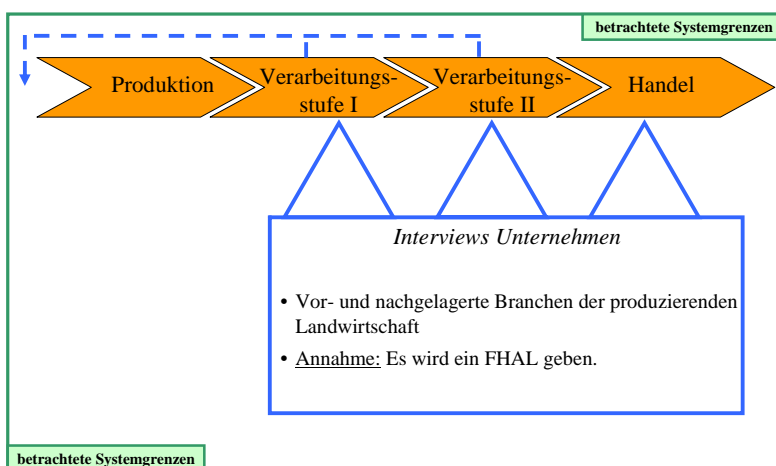 betrachtete Systemgrenzen
Produktion
Verarbeitungs-
stufe I
Verarbeitungs-
stufe II
Handel
Interviews Unternehmen
• Vor- und nachgelagerte Branchen der produzierenden
Landwirtschaft
• Annahme: Es wird ein FHAL geben.
betrachtete Systemgrenzen